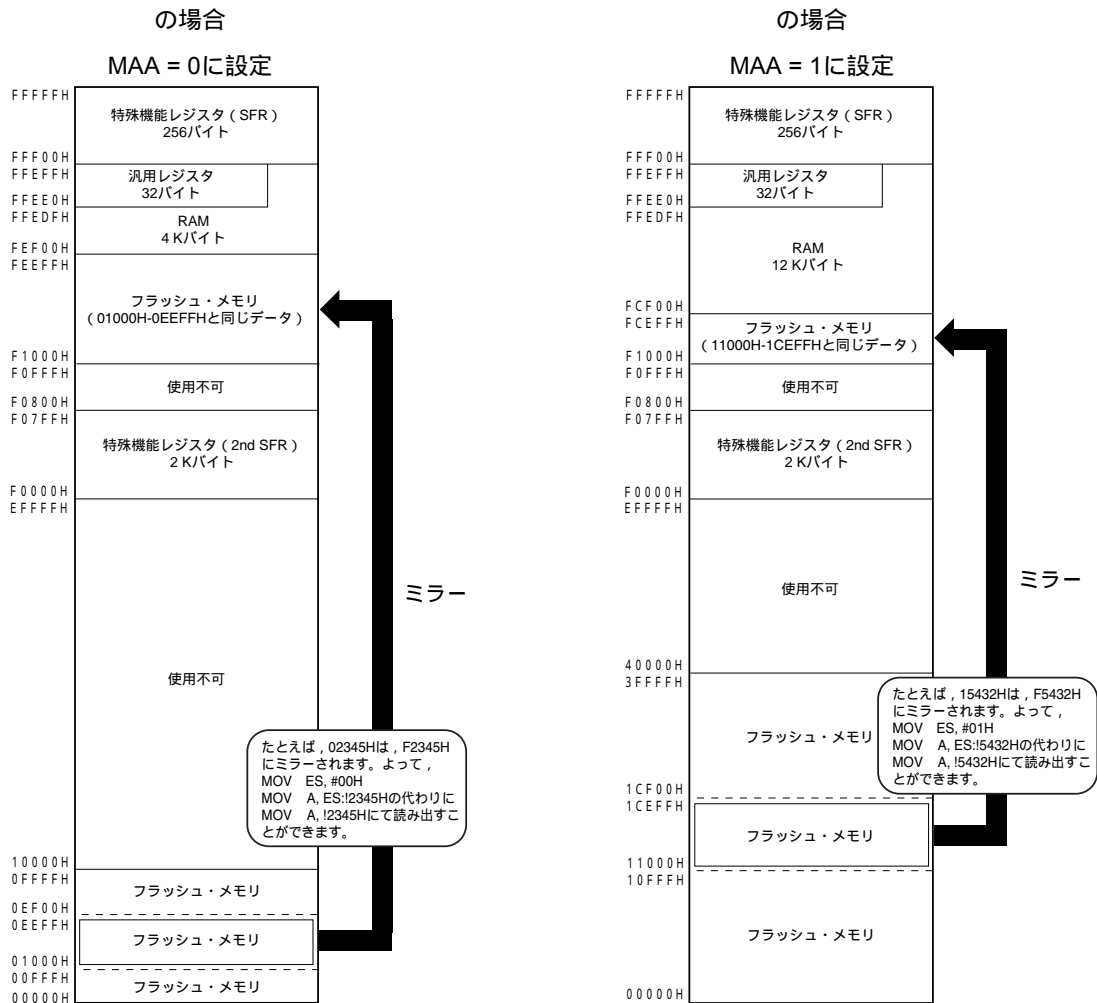 の場合
MAA = 0に設定
FFFFFH
特殊機能レジスタ(SFR)
256バイト
FFF00H
FFEFFH
汎用レジスタ
32バイト
FFEE0H
FFEDFH
RAM
4 Kバイト
FEF00H
FEEFFH
フラッシュ・メモリ
(01000H-0EEFFHと同じデータ)
F1000H
F0FFFH
使用不可
F0800H
F07FFH
特殊機能レジスタ(2nd SFR)
2 Kバイト
F0000H
EFFFFH
使用不可
ミラー
たとえば,02345Hは,F2345H
にミラーされます。よって,
MOV ES, #00H
MOV A, ES:!2345Hの代わりに
MOV A, !2345Hにて読み出すこ
とができます。
10000H
0FFFFH
フラッシュ・メモリ
0EF00H
0EEFFH
フラッシュ・メモリ
01000H
00FFFH
フラッシュ・メモリ
00000H
の場合
MAA = 1に設定
FFFFFH
特殊機能レジスタ(SFR)
256バイト
FFF00H
FFEFFH
汎用レジスタ
32バイト
FFEE0H
FFEDFH
RAM
12 Kバイト
FCF00H
FCEFFH
フラッシュ・メモリ
(11000H-1CEFFHと同じデータ)
F1000H
F0FFFH
使用不可
F0800H
F07FFH
特殊機能レジスタ(2nd SFR)
2 Kバイト
F0000H
EFFFFH
使用不可
ミラー
40000H
3FFFFH
フラッシュ・メモリ
たとえば,15432Hは,F5432H
にミラーされます。よって,
MOV ES, #01H
MOV A, ES:!5432Hの代わりに
MOV A, !5432Hにて読み出すこ
とができます。
1CF00H
1CEFFH
フラッシュ・メモリ
11000H
10FFFH
フラッシュ・メモリ
00000H